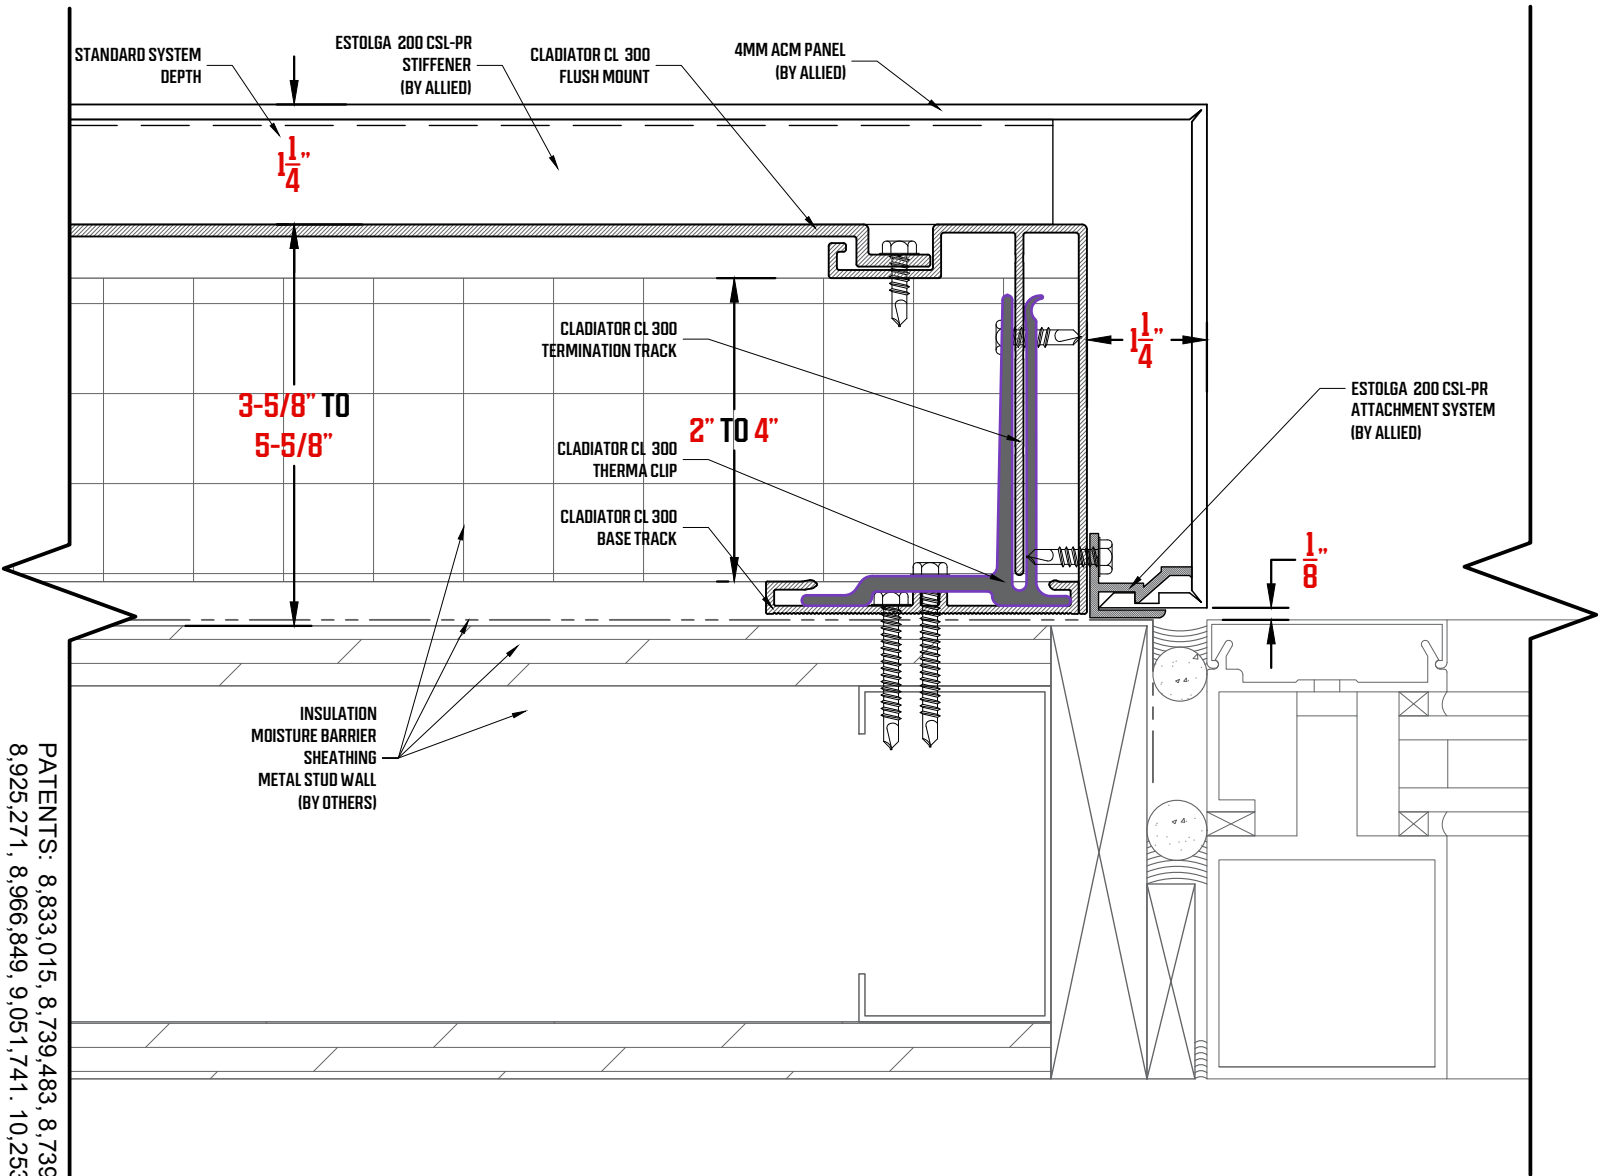 STANDARD SYSTEM
DEPTH
ESTOLGA 200 CSL-PR
STIFFENER
(BY ALLIED)
CLADIATOR CL 300
FLUSH MOUNT
4MM ACM PANEL
(BY ALLIED)
1 1/4"
CLADIATOR CL 300
TERMINATION TRACK
1 1/4"
3-5/8" TO
5-5/8"
2" TO 4"
ESTOLGA 200 CSL-PR
ATTACHMENT SYSTEM
(BY ALLIED)
CLADIATOR CL 300
THERMA CLIP
CLADIATOR CL 300
BASE TRACK
1/8"
INSULATION
MOISTURE BARRIER
SHEATHING
METAL STUD WALL
(BY OTHERS)
PATENTS: 8,833,015, 8,739,483, 8,739
8,925,271, 8,966,849, 9,051,741. 10,253